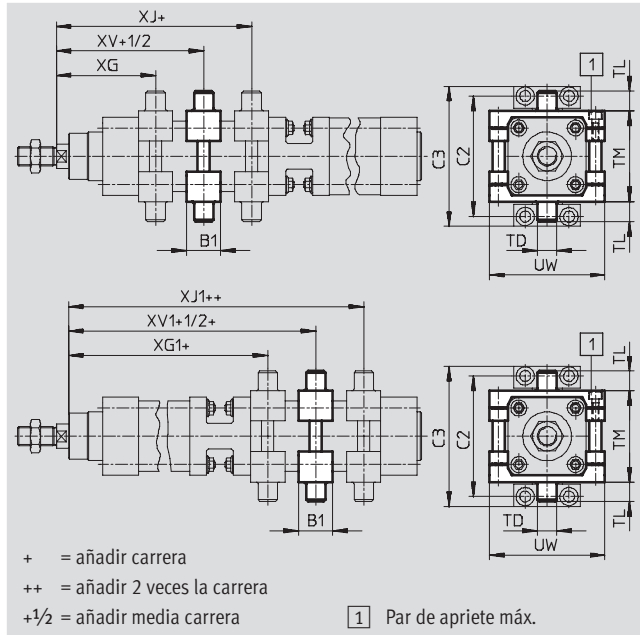 XJ+
XV+1/2
XG
B1
1
TL
C3
C2
TM
TL
TD
UW
XJ1++
XV1+1/2+
XG1+
B1
1
TL
C3
C2
TM
TL
TD
UW
+ = añadir carrera
++ = añadir 2 veces la carrera
+½ = añadir media carrera
1 Par de apriete máx.